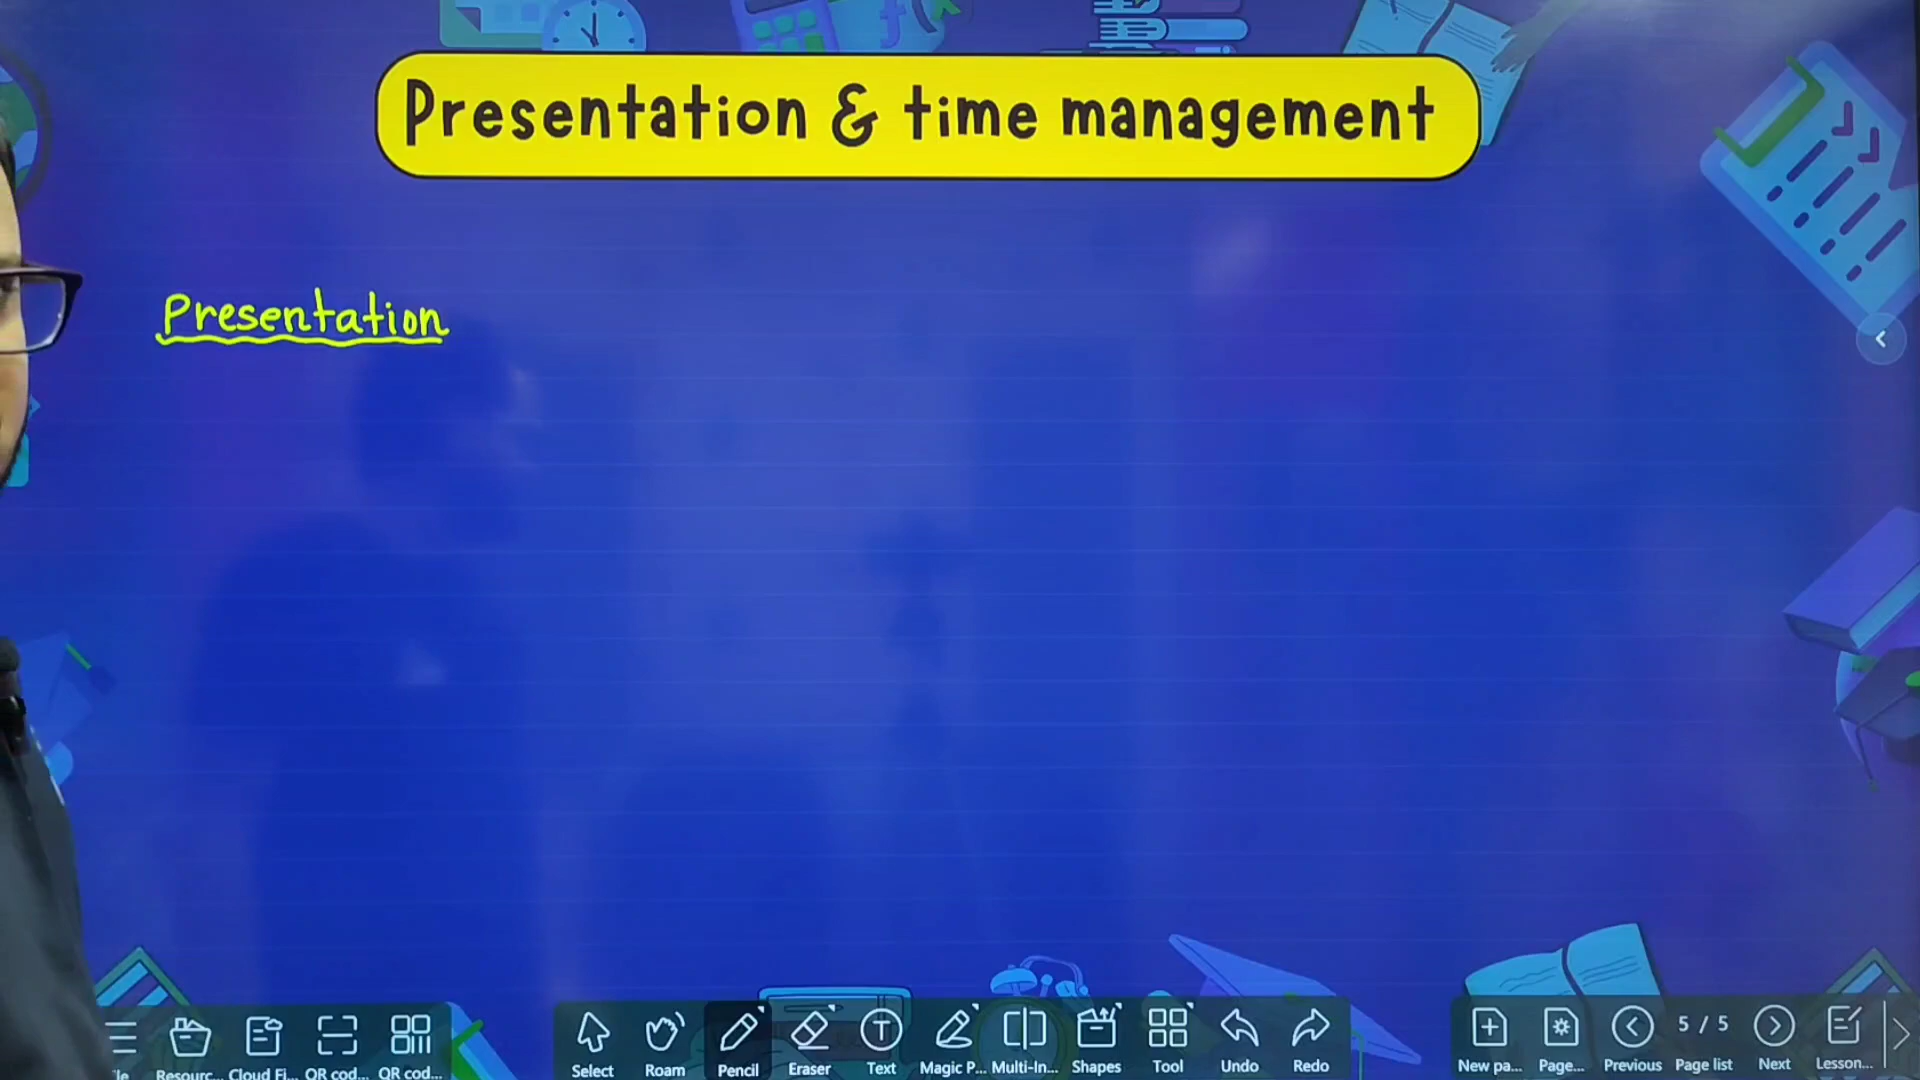 Presentation & time management
Presentation
Resourc... Cloud Fi... QR cod... QR cod...
Select Roam Pencil Eraser Text Magic P... Multi-In... Shapes Tool Undo Redo
5 / 5
New pa... Page... Previous Page list Next Lesson...